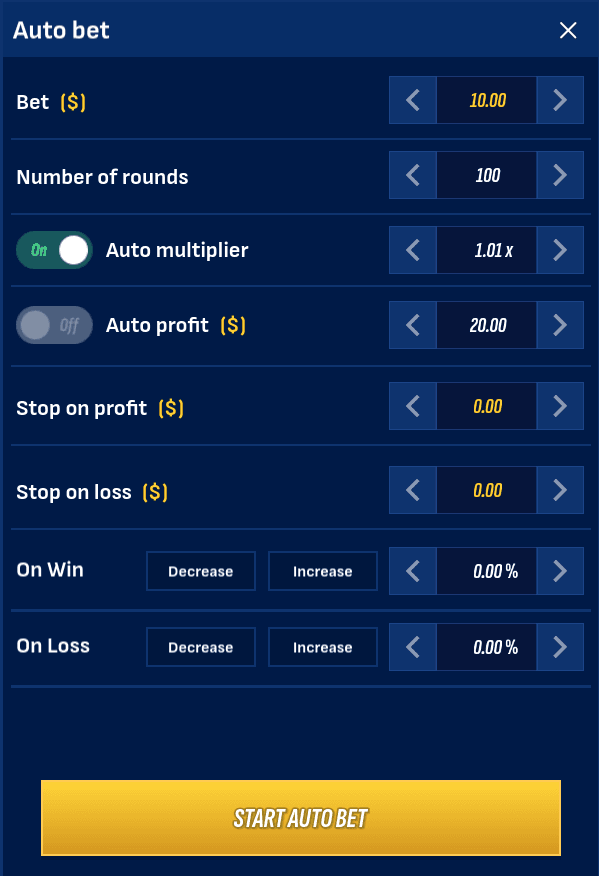 Auto bet
Bet ($) 10.00
Number of rounds 100
On Auto multiplier 1.01 x
Off Auto profit ($) 20.00
Stop on profit ($) 0.00
Stop on loss ($) 0.00
On Win Decrease Increase 0.00 %
On Loss Decrease Increase 0.00 %
START AUTO BET